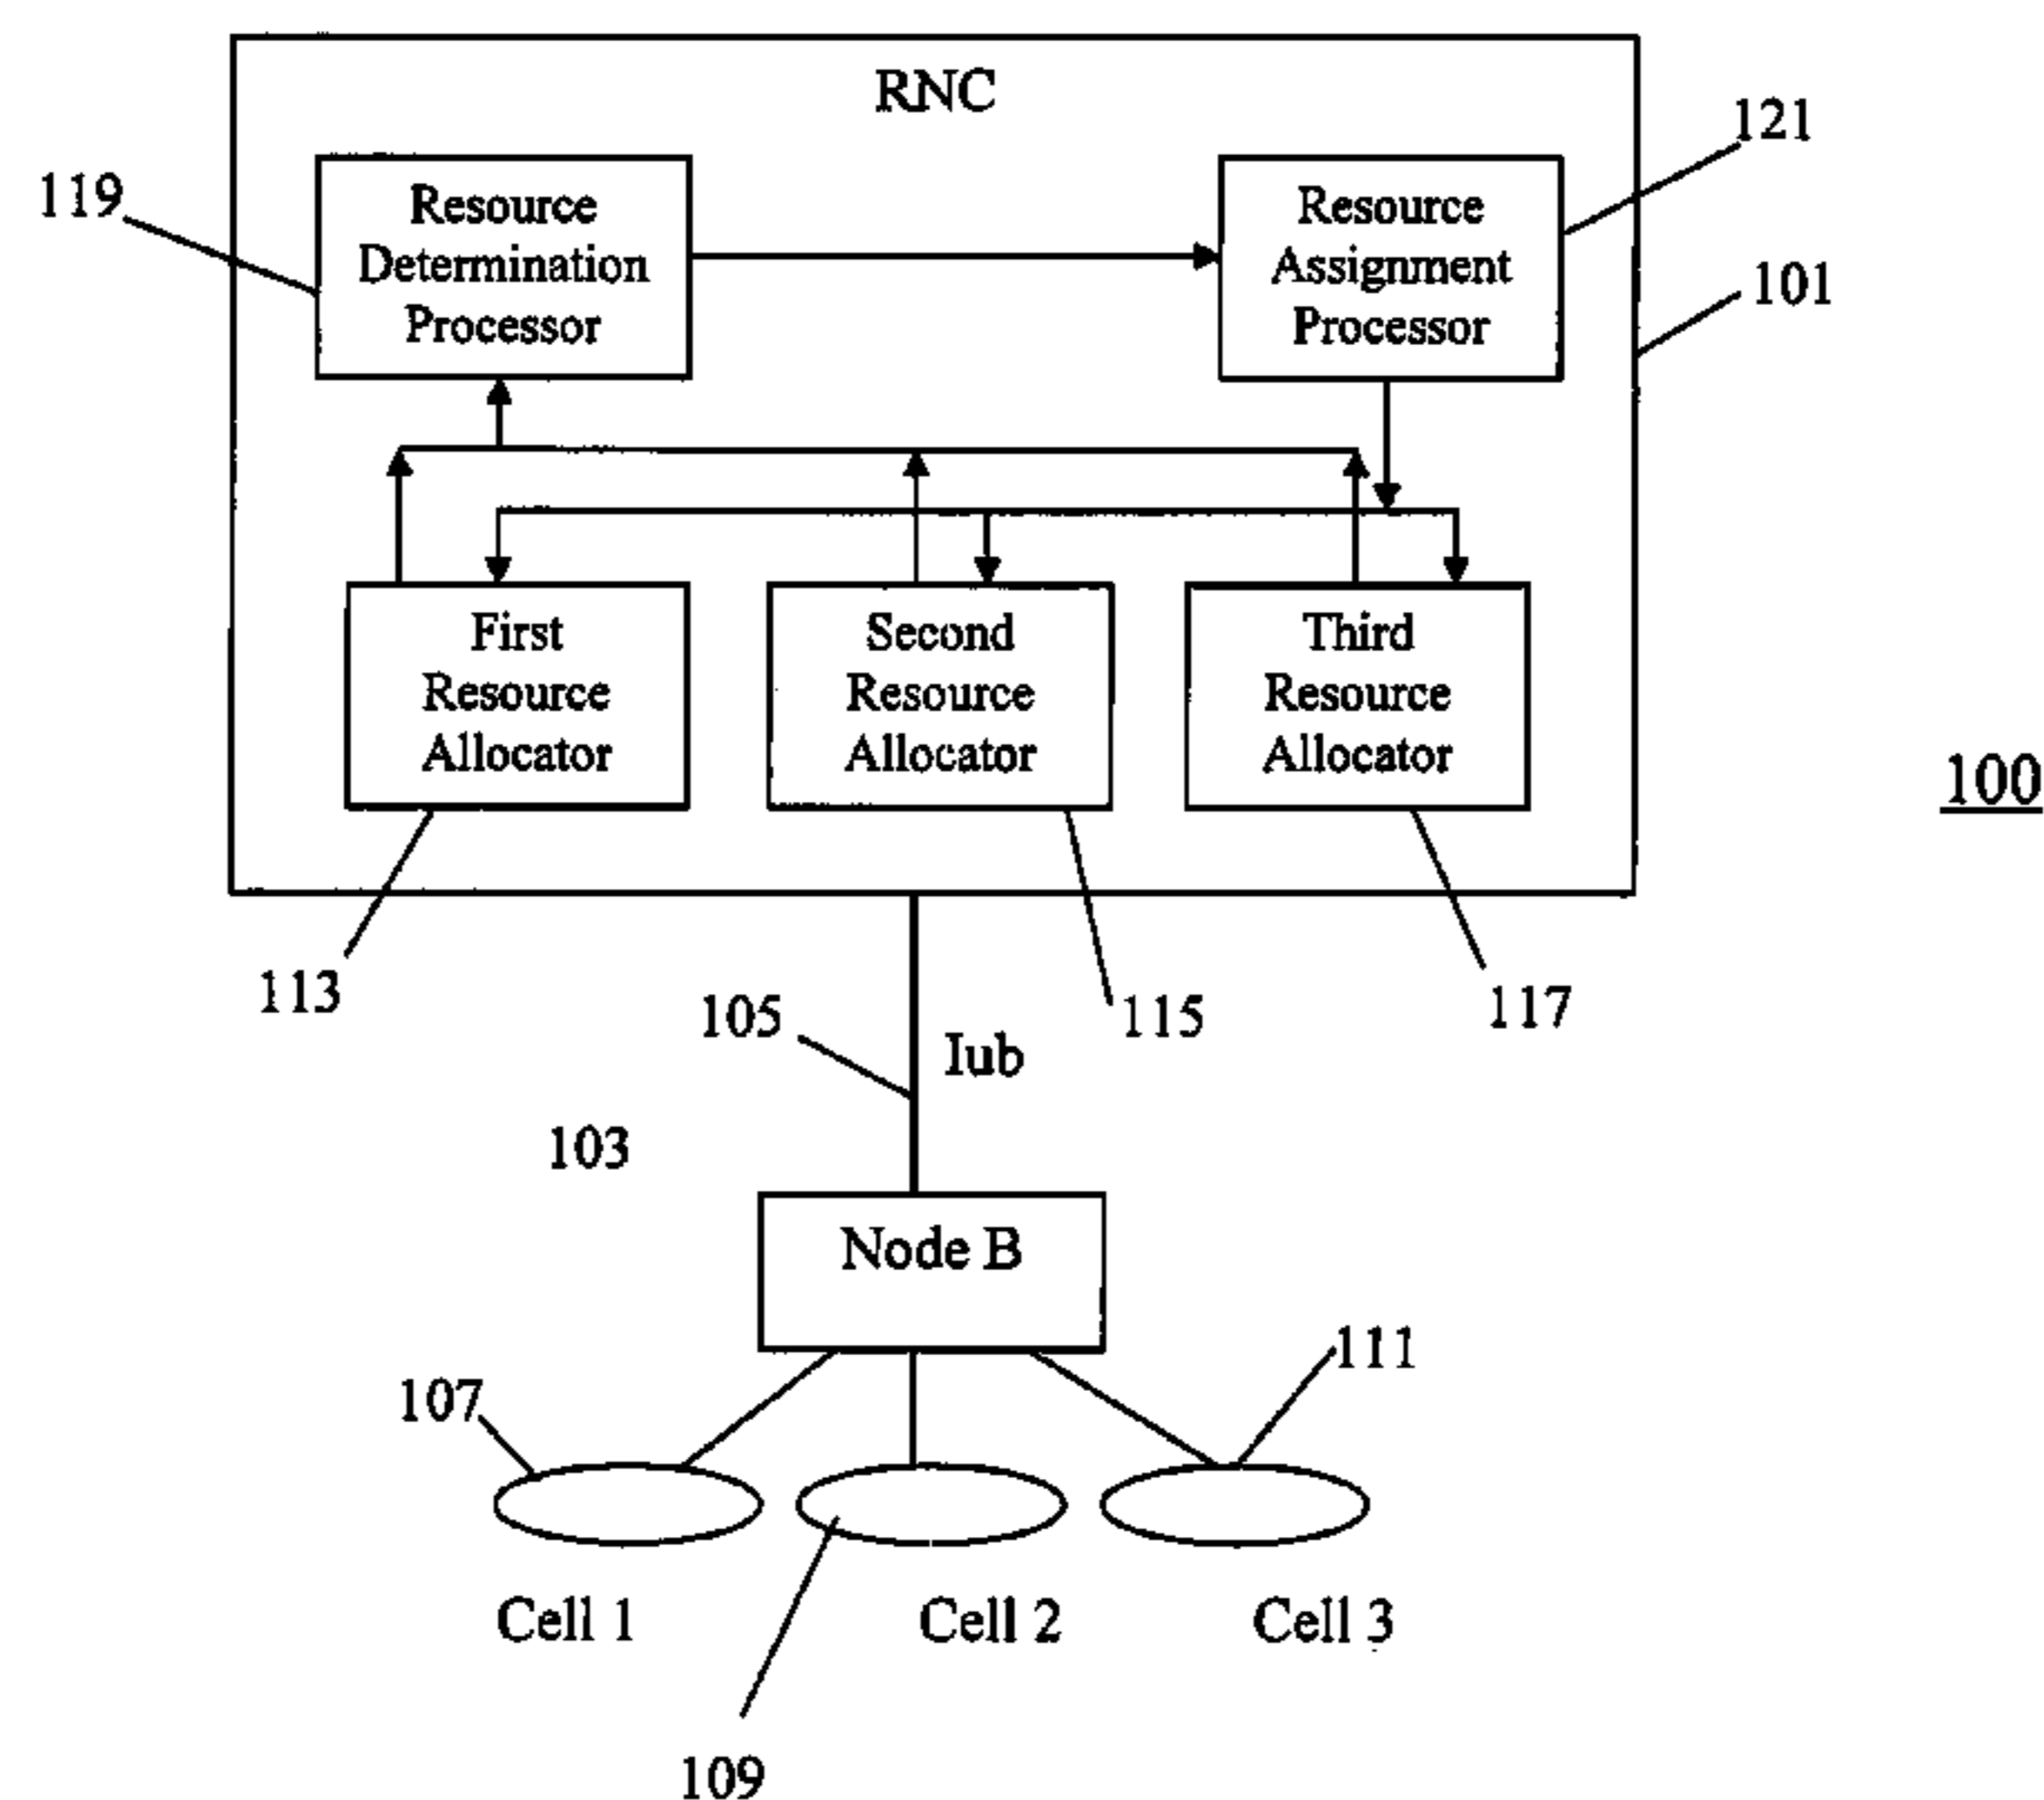 RNC
121
119
Resource
Determination
Processor
Resource
Assignment
Processor
101
First
Resource
Allocator
Second
Resource
Allocator
Third
Resource
Allocator
100
113
105
Iub
115
117
103
Node B
107
111
Cell 1
Cell 2
Cell 3
109